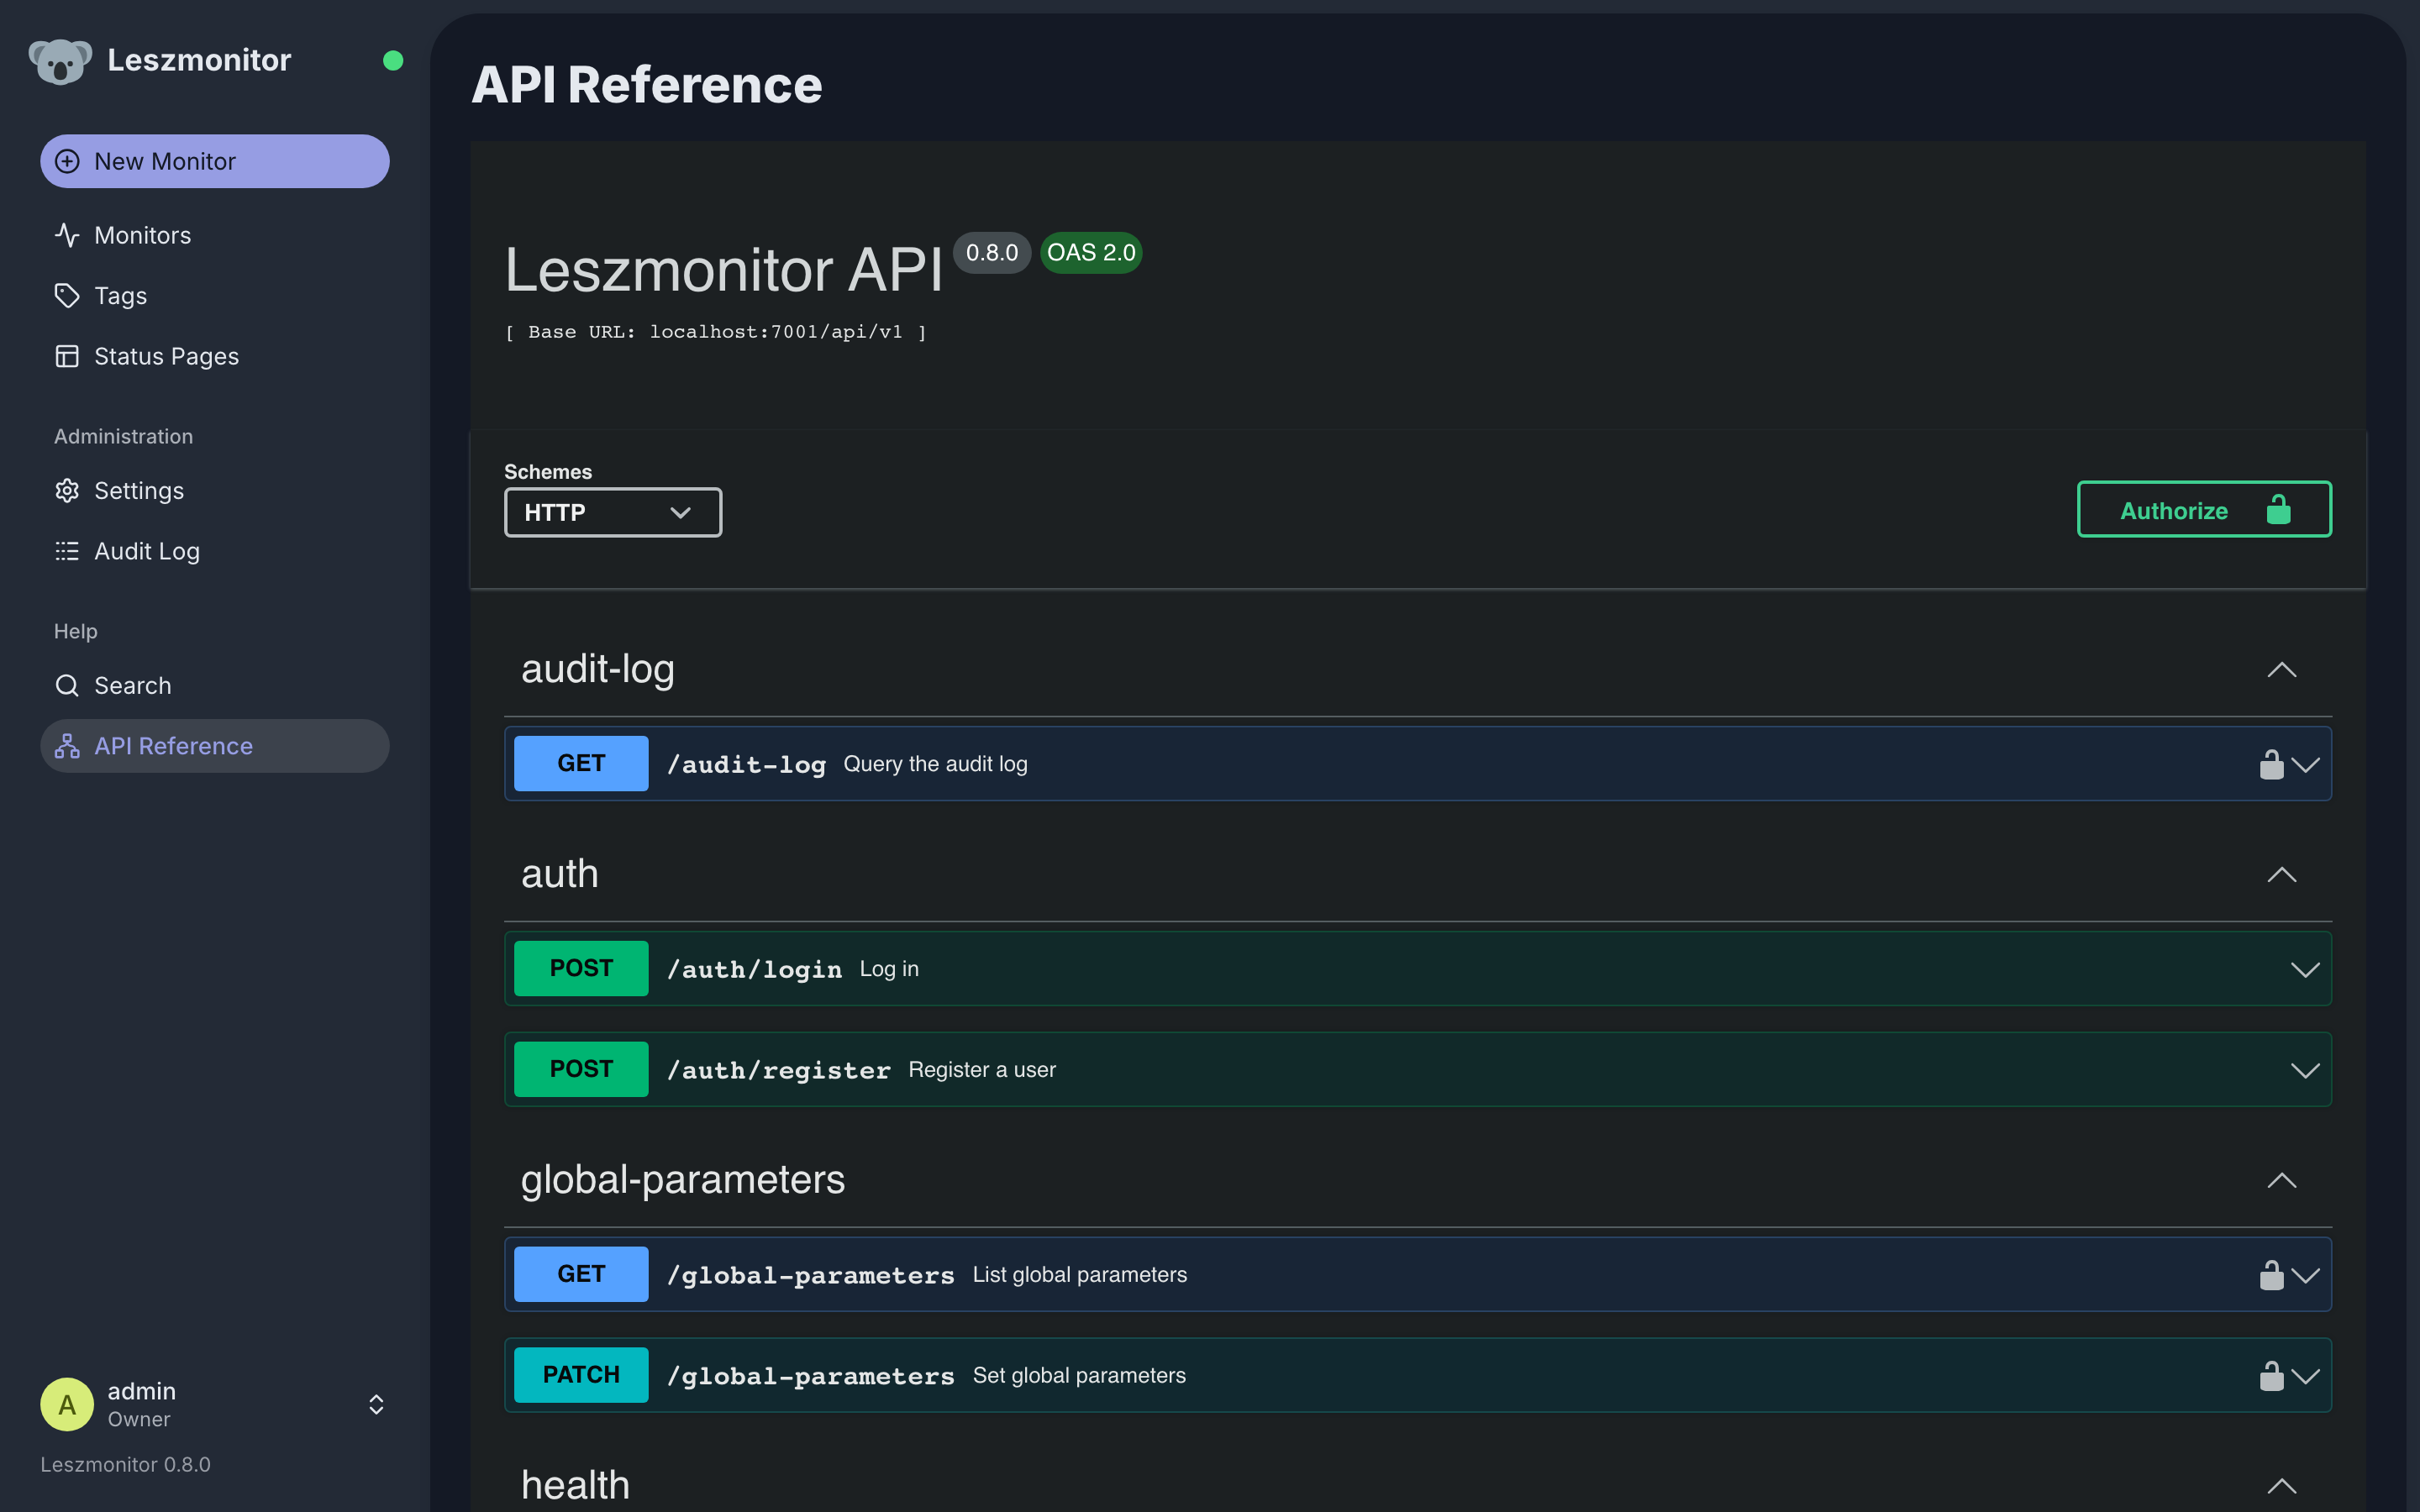 Leszmonitor
New Monitor
Monitors
Tags
Status Pages
Administration
Settings
Audit Log
Help
Search
API Reference
A
admin
Owner
Leszmonitor 0.8.0
API Reference
Leszmonitor API 0.8.0 OAS 2.0
[ Base URL: localhost:7001/api/v1 ]
Schemes
HTTP
Authorize
audit-log
GET /audit-log Query the audit log
auth
POST /auth/login Log in
POST /auth/register Register a user
global-parameters
GET /global-parameters List global parameters
PATCH /global-parameters Set global parameters
health